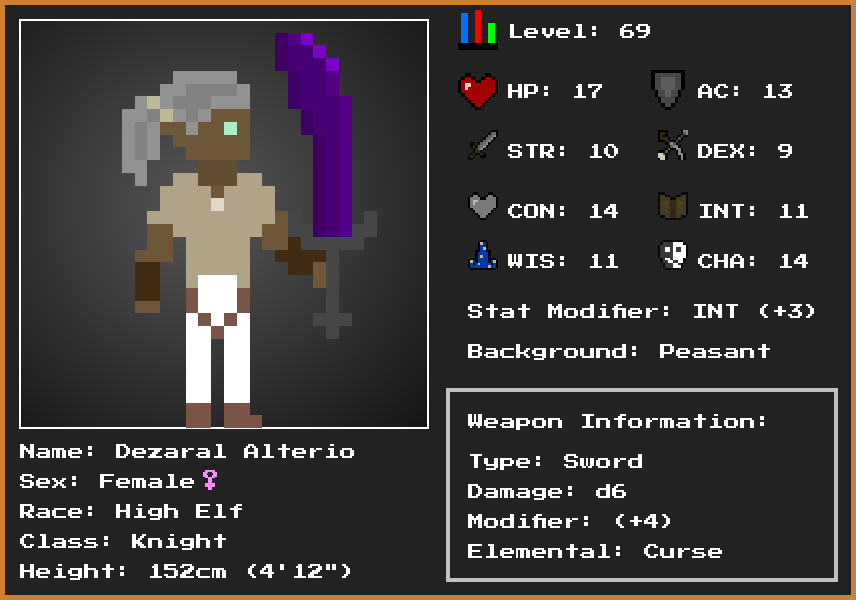 Level: 69
HP: 17
AC: 13
STR: 10
DEX: 9
CON: 14
INT: 11
WIS: 11
CHA: 14
Stat Modifier: INT (+3)
Background: Peasant
Weapon Information:
Type: Sword
Damage: d6
Modifier: (+4)
Elemental: Curse
Name: Dezaral Alterio
Sex: Female♀
Race: High Elf
Class: Knight
Height: 152cm (4'12")